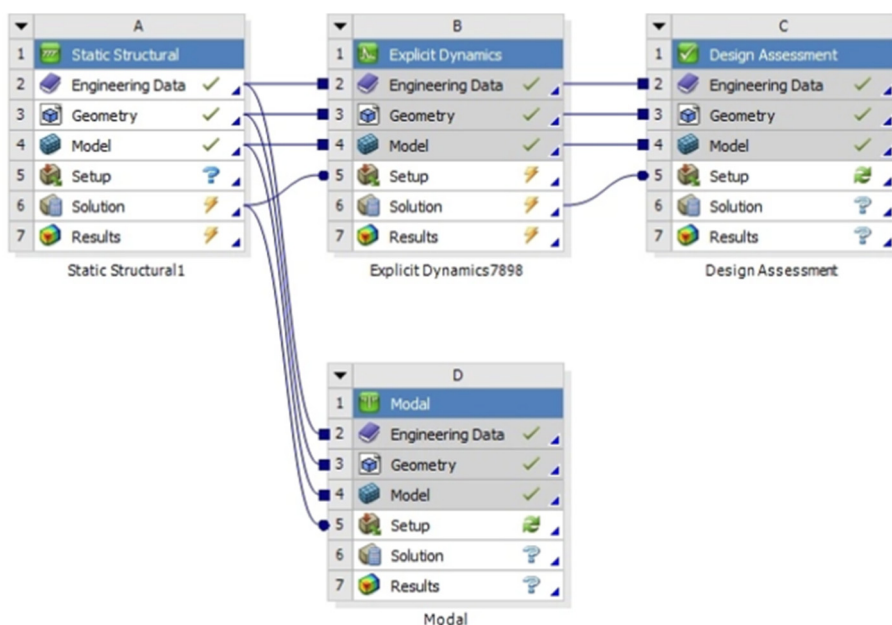 A
1 Static Structural
2 Engineering Data
3 Geometry
4 Model
5 Setup ?
6 Solution
7 Results
Static Structural1
B
1 Explicit Dynamics
2 Engineering Data
3 Geometry
4 Model
5 Setup
6 Solution
7 Results
Explicit Dynamics7898
C
1 Design Assessment
2 Engineering Data
3 Geometry
4 Model
5 Setup
6 Solution ?
7 Results ?
Design Assessment
D
1 Modal
2 Engineering Data
3 Geometry
4 Model
5 Setup
6 Solution ?
7 Results ?
Modal